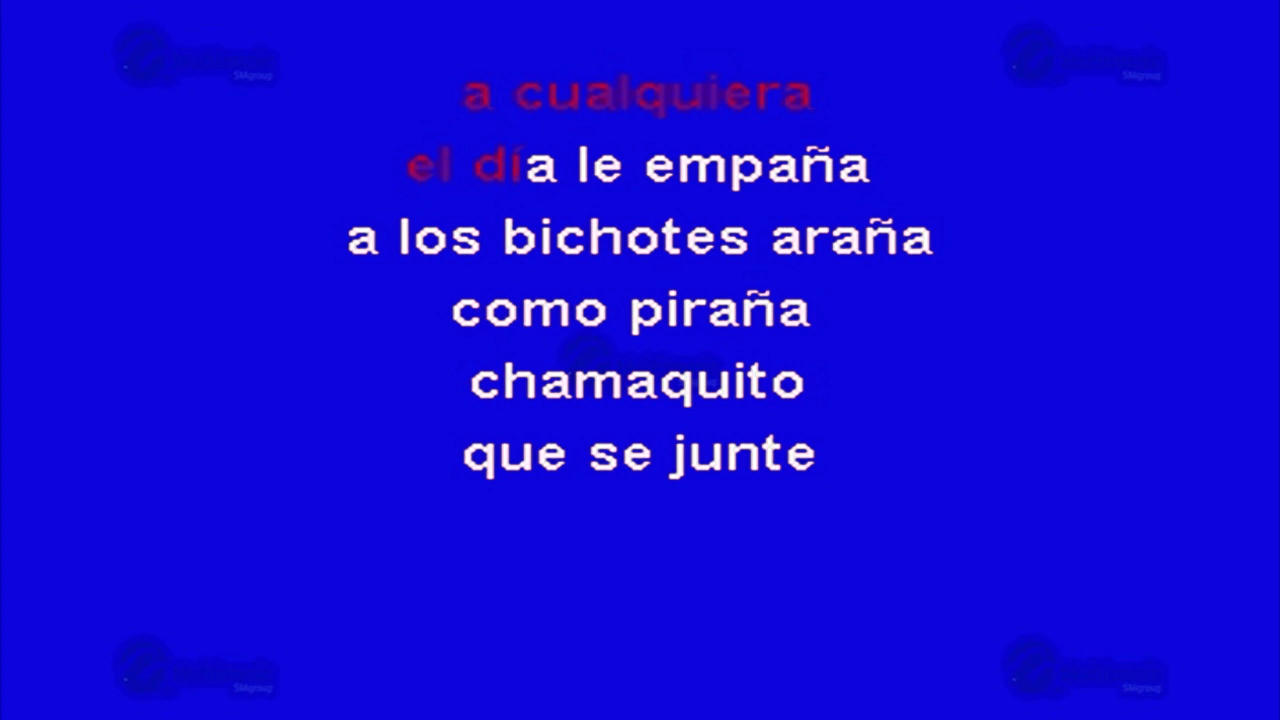 a cualquiera
el día le empaña
a los bichotes araña
como piraña
chamaquito
que se junte